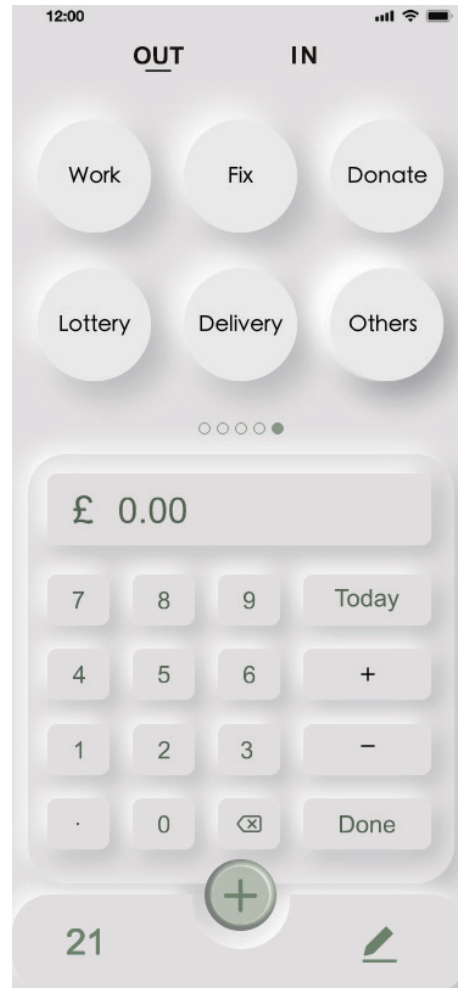 12:00
OUT IN
Work Fix Donate
Lottery Delivery Others
£ 0.00
7 8 9 Today
4 5 6 +
1 2 3 −
. 0
Done
+
21